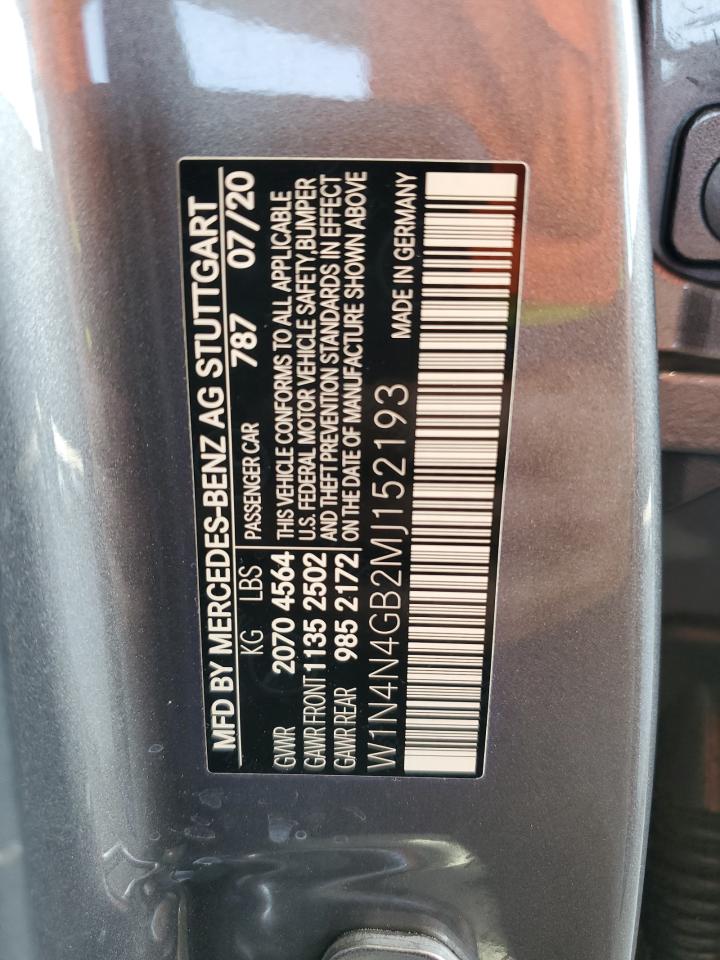 MFD BY MERCEDES-BENZ AG STUTTGART
KG LBS PASSENGER CAR 787 07/20
GVWR 2070 4564 THIS VEHICLE CONFORMS TO ALL APPLICABLE
GAWR FRONT 1135 2502 U.S. FEDERAL MOTOR VEHICLE SAFETY,BUMPER
AND THEFT PREVENTION STANDARDS IN EFFECT
GAWR REAR 985 2172 ON THE DATE OF MANUFACTURE SHOWN ABOVE
W1N4N4GB2MJ152193 MADE IN GERMANY